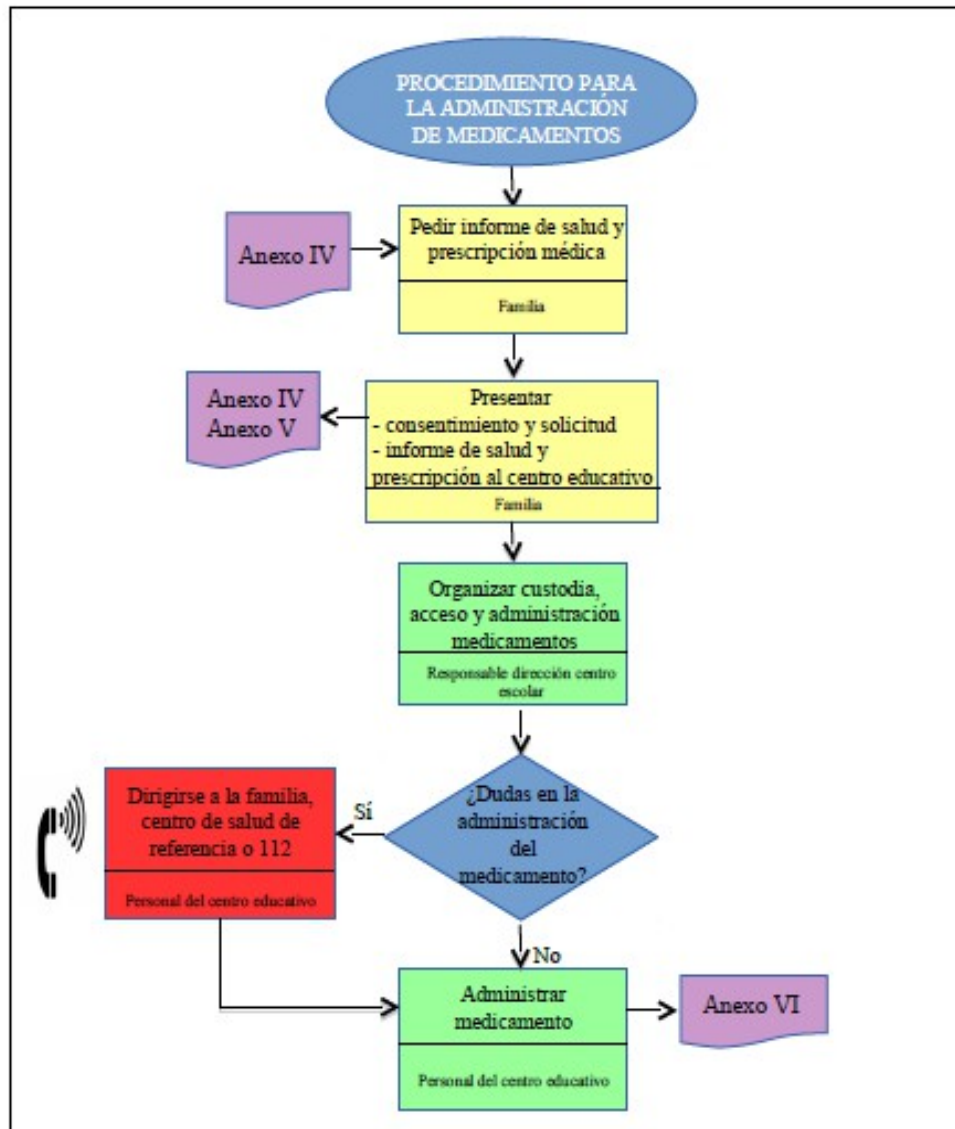 PROCEDIMIENTO PARA
LA ADMINISTRACIÓN
DE MEDICAMENTOS
Anexo IV
Pedir informe de salud y
prescripción médica
Familia
Anexo IV
Anexo V
Presentar
- consentimiento y solicitud
- informe de salud y
prescripción al centro educativo
Familia
Organizar custodia,
acceso y administración
medicamentos
Responsable dirección centro
escolar
¿Dudas en la
administración
del
medicamento?
Sí
Dirigirse a la familia,
centro de salud de
referencia o 112
Personal del centro educativo
No
Administrar
medicamento
Personal del centro educativo
Anexo VI